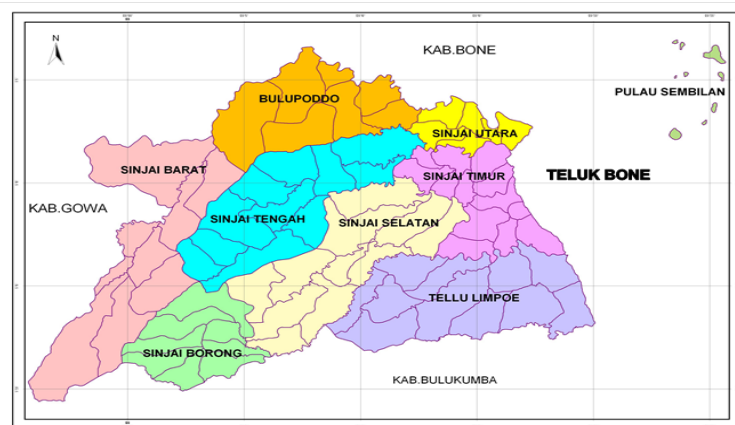 N
KAB.BONE
PULAU SEMBILAN
BULUPODDO
SINJAI UTARA
SINJAI BARAT
SINJAI TIMUR
TELUK BONE
KAB.GOWA
SINJAI TENGAH
SINJAI SELATAN
TELLU LIMPOE
SINJAI BORONG
KAB.BULUKUMBA